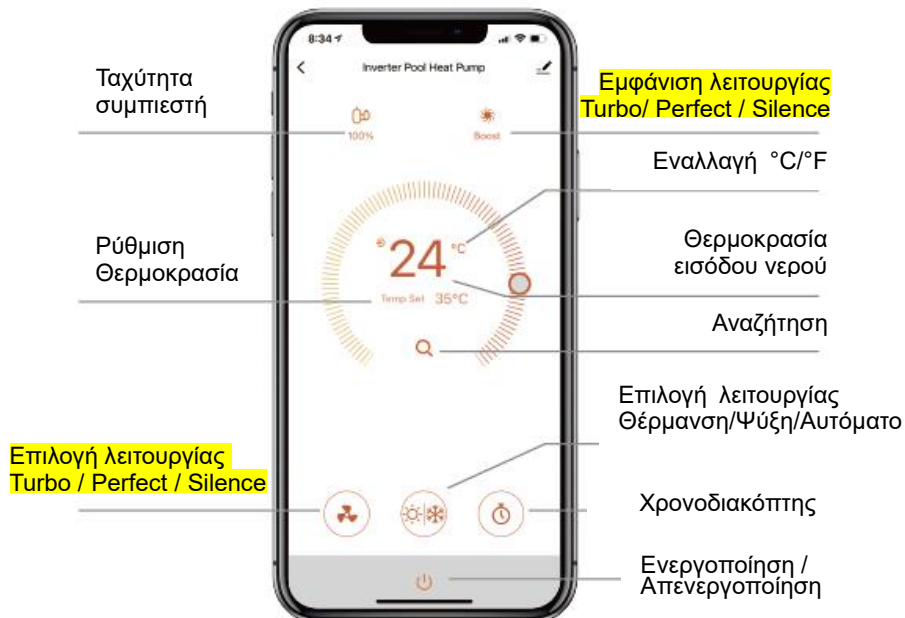 8:34
Inverter Pool Heat Pump
Ταχύτητα
συμπιεστή
100%
Boost
Εμφάνιση λειτουργίας
Turbo/ Perfect / Silence
Εναλλαγή °C/°F
Ρύθμιση
Θερμοκρασία
24 °C
Temp Set 35°C
Θερμοκρασία
εισόδου νερού
Αναζήτηση
Επιλογή λειτουργίας
Θέρμανση/Ψύξη/Αυτόματο
Επιλογή λειτουργίας
Turbo / Perfect / Silence
Χρονοδιακόπτης
Ενεργοποίηση /
Απενεργοποίηση